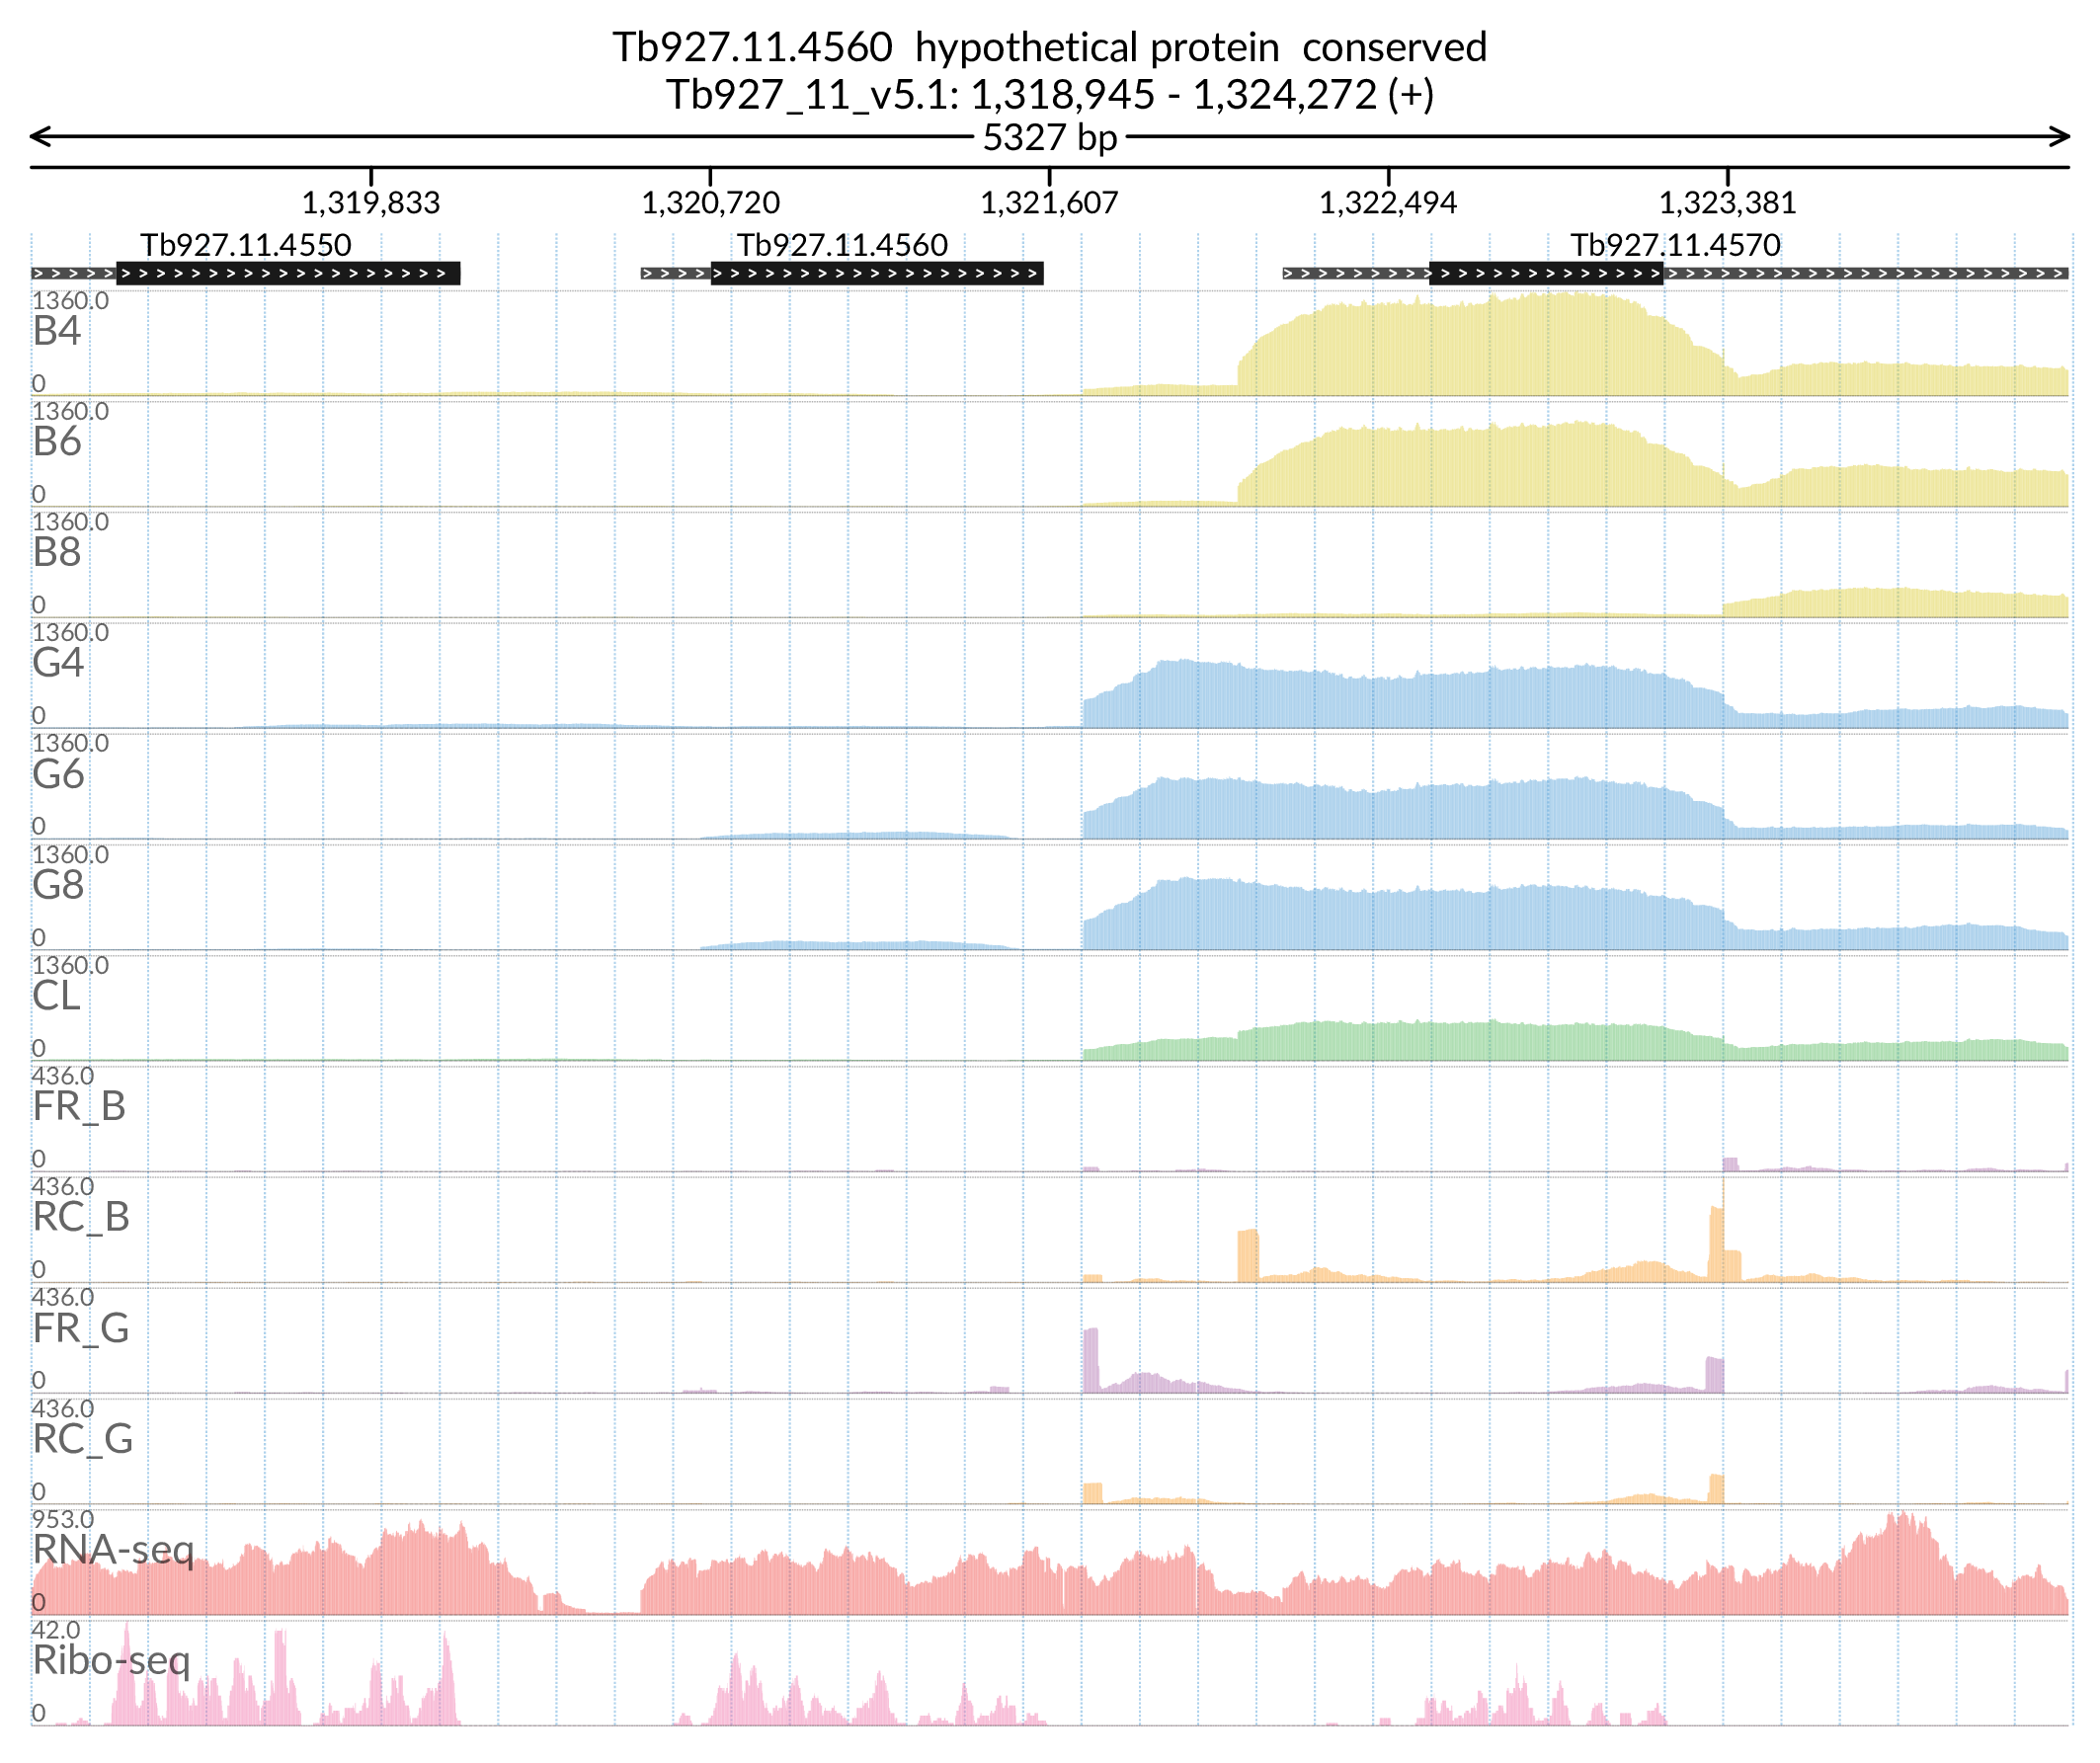 Tb927.11.4560 hypothetical protein conserved
Tb927_11_v5.1: 1,318,945 - 1,324,272 (+)
5327 bp
1,319,833 1,320,720 1,321,607 1,322,494 1,323,381
Tb927.11.4550 Tb927.11.4560 Tb927.11.4570
1360.0
B4
0
1360.0
B6
0
1360.0
B8
0
1360.0
G4
0
1360.0
G6
0
1360.0
G8
0
1360.0
CL
0
436.0
FR_B
0
436.0
RC_B
0
436.0
FR_G
0
436.0
RC_G
0
953.0
RNA-seq
0
42.0
Ribo-seq
0